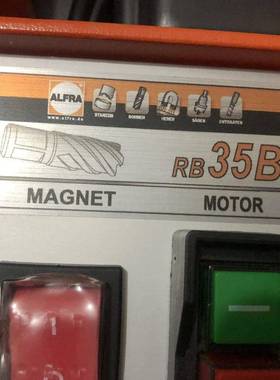 ALFRA
www.alfra.de
STANZEN BOHREN HEBEN SÄGEN ENTGRATEN
RB 35B
MAGNET MOTOR